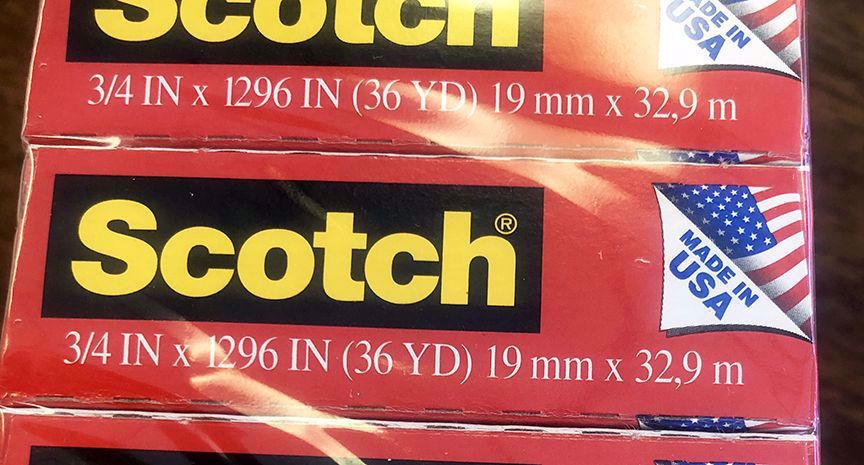 Scotch
MADE IN
USA
3/4 IN x 1296 IN (36 YD) 19 mm x 32,9 m
Scotch®
MADE IN
USA
3/4 IN x 1296 IN (36 YD) 19 mm x 32,9 m